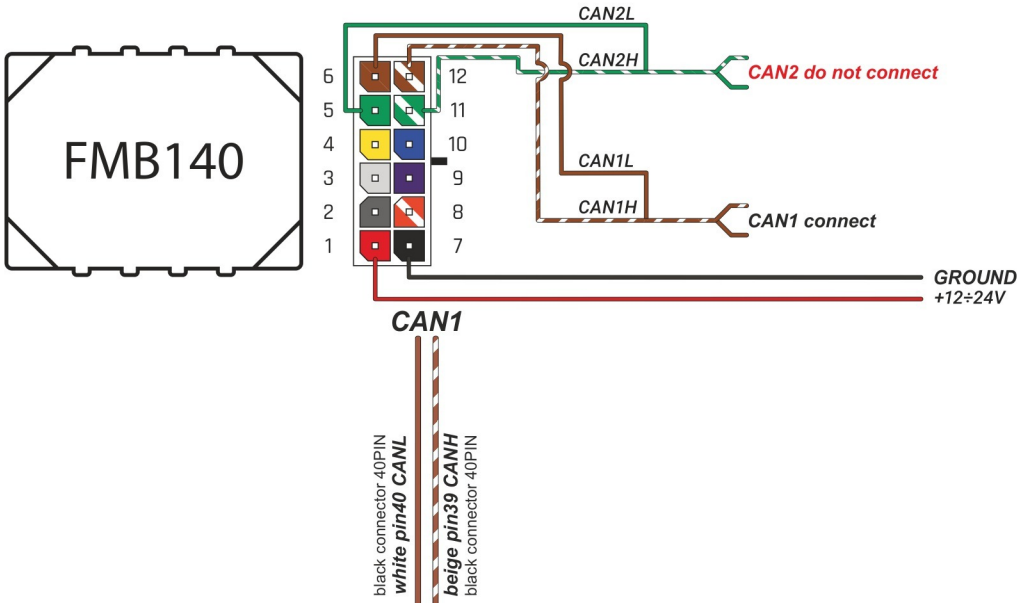 CAN2L
CAN2H
CAN2 do not connect
FMB140
6
12
5
11
4
10
3
9
2
8
1
7
CAN1L
CAN1H
CAN1 connect
GROUND
+12÷24V
CAN1
black connector 40PIN
white pin40 CANL
beige pin39 CANH
black connector 40PIN